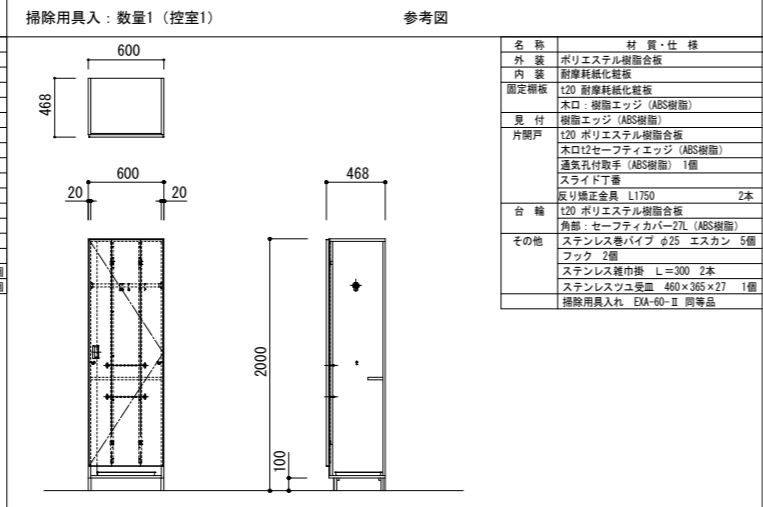 掃除用具入：数量1（控室1）
参考図
600
468
600
20
20
468
2000
100
名　称　材　質・仕　様
外　装　ポリエステル樹脂合板
内　装　耐摩耗紙化粧板
固定棚板　t20 耐摩耗紙化粧板
木口：樹脂エッジ（ABS樹脂）
見　付　樹脂エッジ（ABS樹脂）
片開戸　t20 ポリエステル樹脂合板
木口t2セーフティエッジ（ABS樹脂）
通気孔付取手（ABS樹脂）　1個
スライド丁番
反り矯正金具　L1750　2本
台　輪　t20 ポリエステル樹脂合板
角部：セーフティカバー27L（ABS樹脂）
その他　ステンレス巻パイプ　φ25　エスカン　5個
フック　2個
ステンレス雑巾掛　L＝300　2本
ステンレスツユ受皿　460×365×27　1個
掃除用具入れ　EXA-60-Ⅱ 同等品
個
個